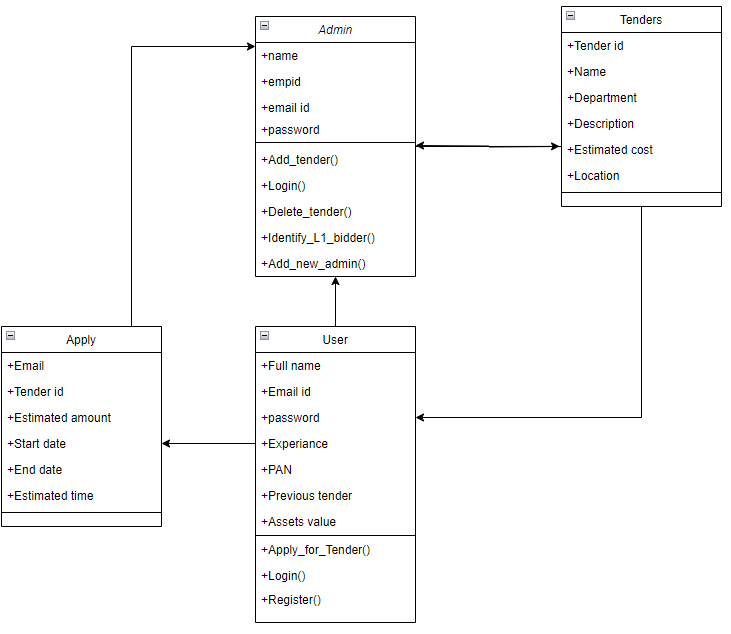 Admin
+name
+empid
+email id
+password
+Add_tender()
+Login()
+Delete_tender()
+Identify_L1_bidder()
+Add_new_admin()
Tenders
+Tender id
+Name
+Department
+Description
+Estimated cost
+Location
Apply
+Email
+Tender id
+Estimated amount
+Start date
+End date
+Estimated time
User
+Full name
+Email id
+password
+Experiance
+PAN
+Previous tender
+Assets value
+Apply_for_Tender()
+Login()
+Register()